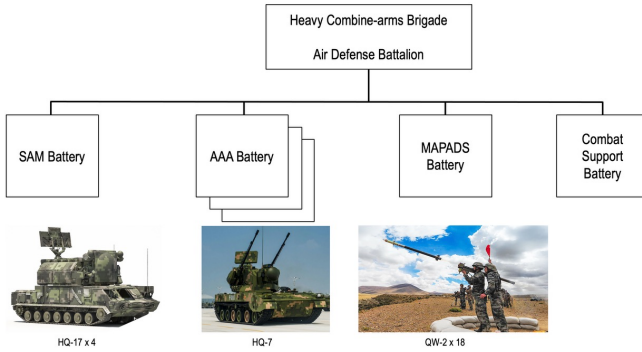 Heavy Combine-arms Brigade
Air Defense Battalion
SAM Battery
AAA Battery
MAPADS
Battery
Combat
Support
Battery
HQ-17 x 4
HQ-7
QW-2 x 18